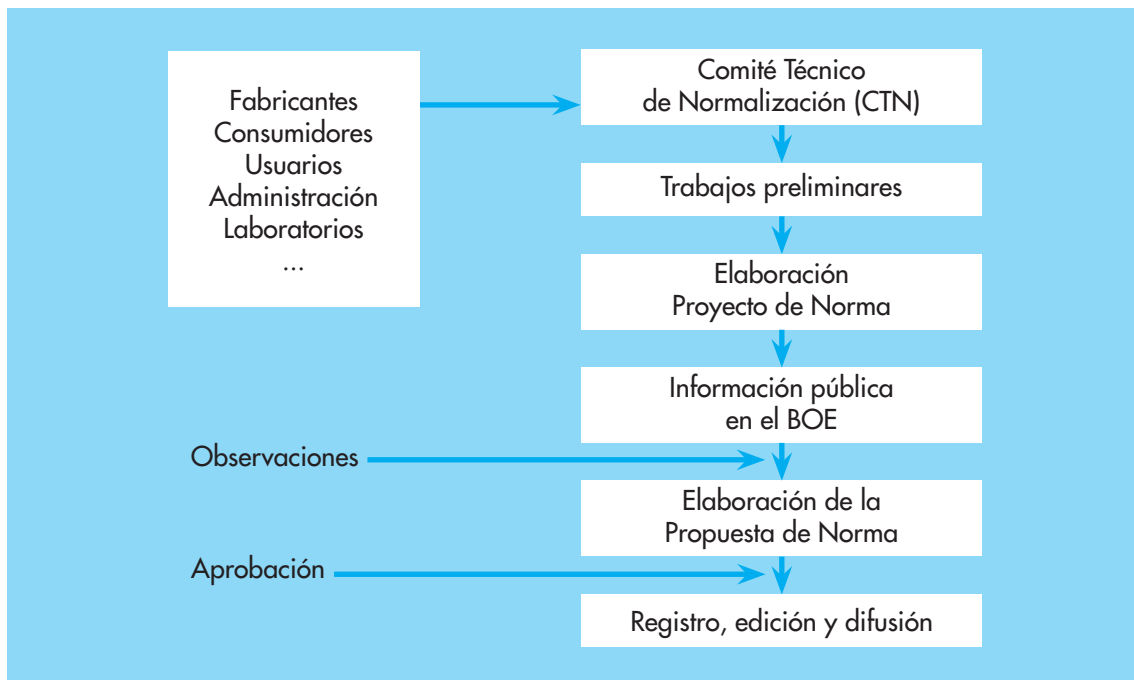 Fabricantes
Consumidores
Usuarios
Administración
Laboratorios
...
Comité Técnico
de Normalización (CTN)
Trabajos preliminares
Elaboración
Proyecto de Norma
Información pública
en el BOE
Observaciones
Elaboración de la
Propuesta de Norma
Aprobación
Registro, edición y difusión